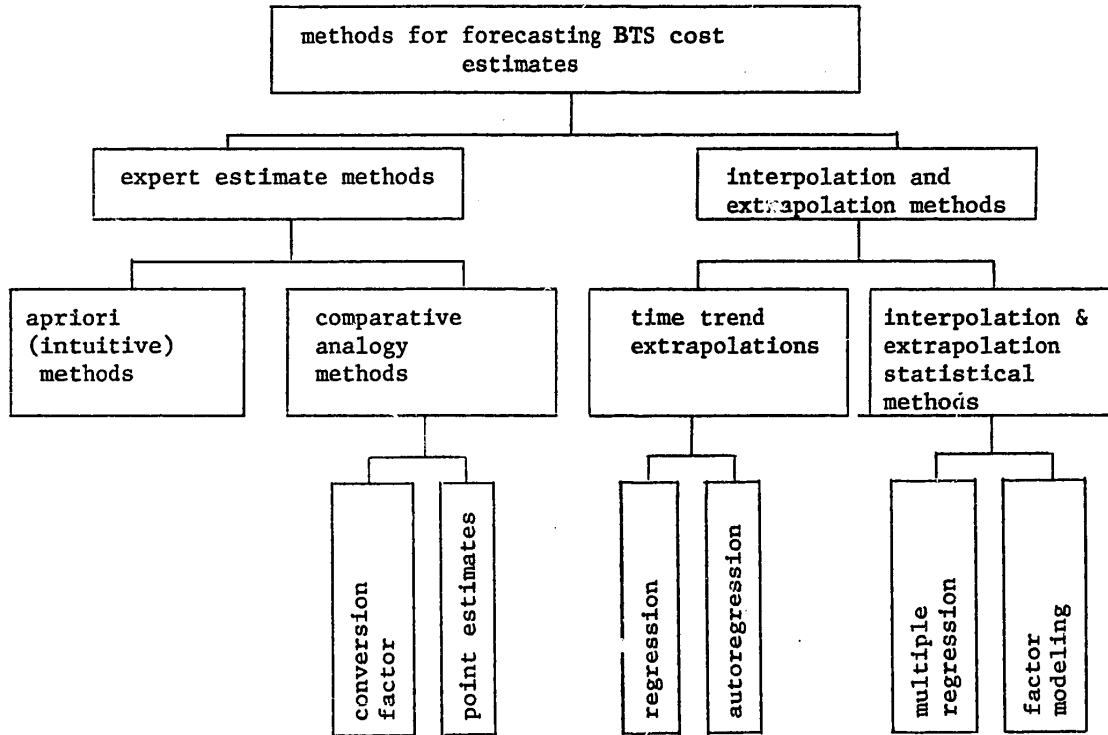 methods for forecasting BTS cost
estimates
expert estimate methods
interpolation and
extrapolation methods
apriori
(intuitive)
methods
comparative
analogy
methods
time trend
extrapolations
interpolation &
extrapolation
statistical
methods
conversion
factor
point estimates
regression
autoregression
multiple
regression
factor
modeling